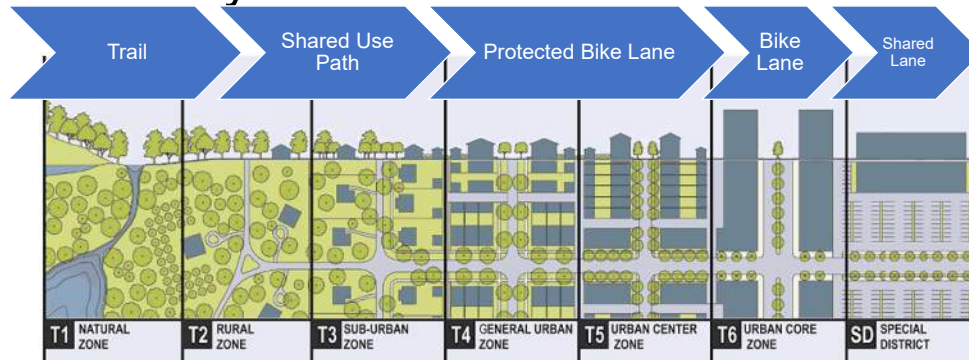 Trail
Shared Use
Path
Protected Bike Lane
Bike
Lane
Shared
Lane
T1 NATURAL
ZONE
T2 RURAL
ZONE
T3 SUB-URBAN
ZONE
T4 GENERAL URBAN
ZONE
T5 URBAN CENTER
ZONE
T6 URBAN CORE
ZONE
SD SPECIAL
DISTRICT